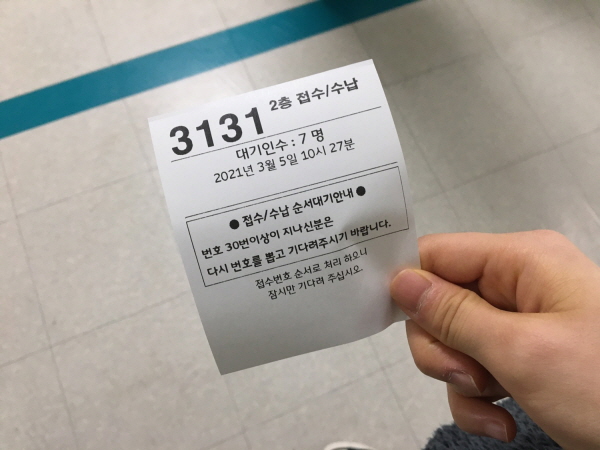 3131 2층 접수/수납
대기인수 : 7 명
2021년 3월 5일 10시 27분
● 접수/수납 순서대기안내 ●
번호 30번이상이 지나신분은
다시 번호를 뽑고 기다려주시기 바랍니다.
접수번호 순서로 처리 하오니
잠시만 기다려 주십시오.